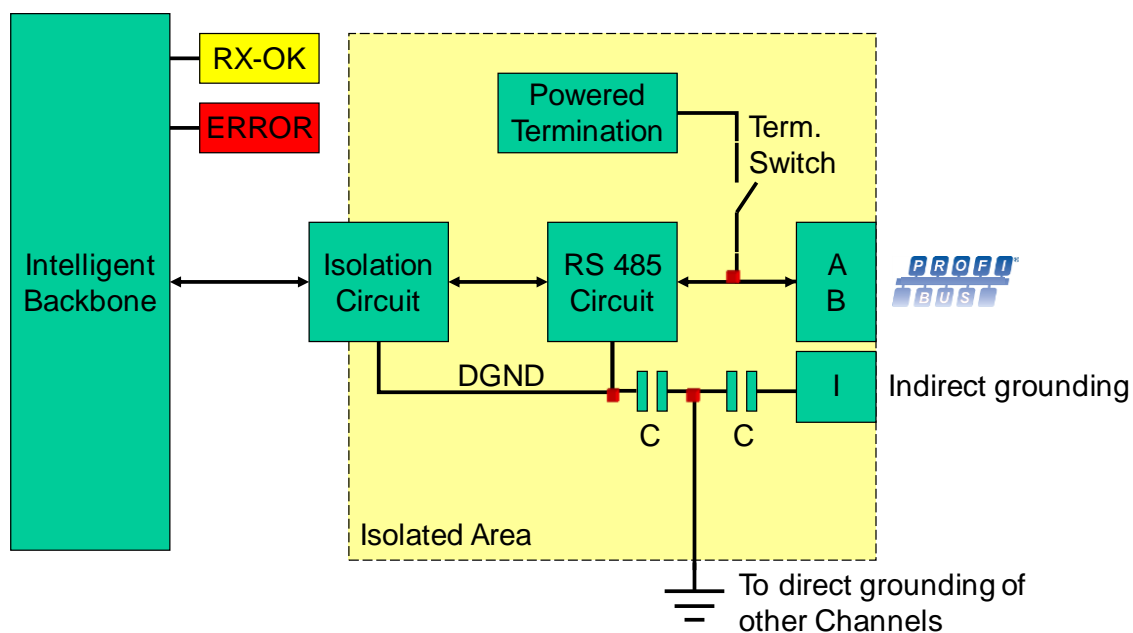 RX-OK
ERROR
Powered
Termination
Term.
Switch
Intelligent
Backbone
Isolation
Circuit
RS 485
Circuit
A
B
PROFI
BUS
DGND
I
Indirect grounding
C
C
Isolated Area
To direct grounding of
other Channels